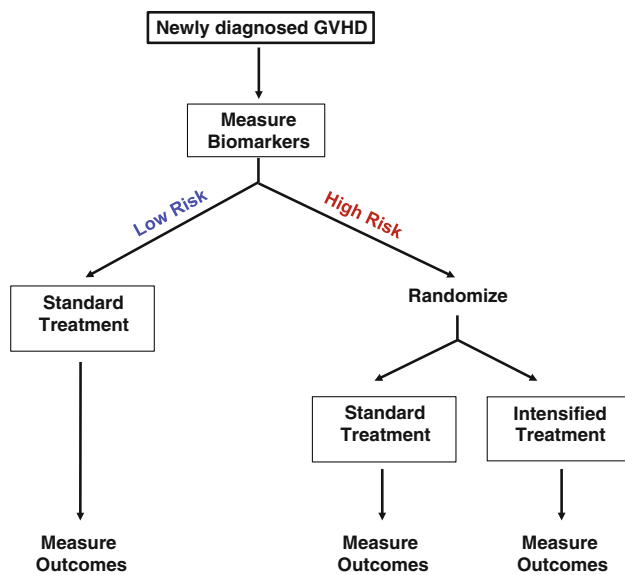 Newly diagnosed GVHD
Measure
Biomarkers
Low Risk
High Risk
Standard
Treatment
Randomize
Standard
Treatment
Intensified
Treatment
Measure
Outcomes
Measure
Outcomes
Measure
Outcomes